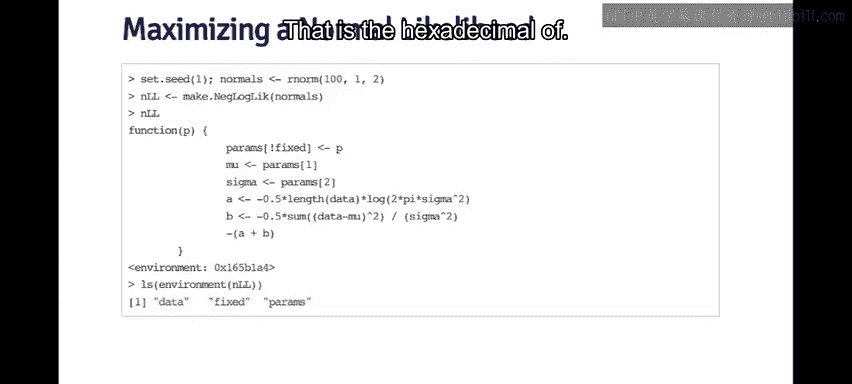 Maximizing a Normal Likelihood
That is the hexadecimal of.
> set.seed(1); normals <- rnorm(100, 1, 2)
> nLL <- make.NegLogLik(normals)
> nLL
function(p) {
params[!fixed] <- p
mu <- params[1]
sigma <- params[2]
a <- -0.5*length(data)*log(2*pi*sigma^2)
b <- -0.5*sum((data-mu)^2) / (sigma^2)
-(a + b)
}
<environment: 0x165b1a4>
> ls(environment(nLL))
[1] "data" "fixed" "params"